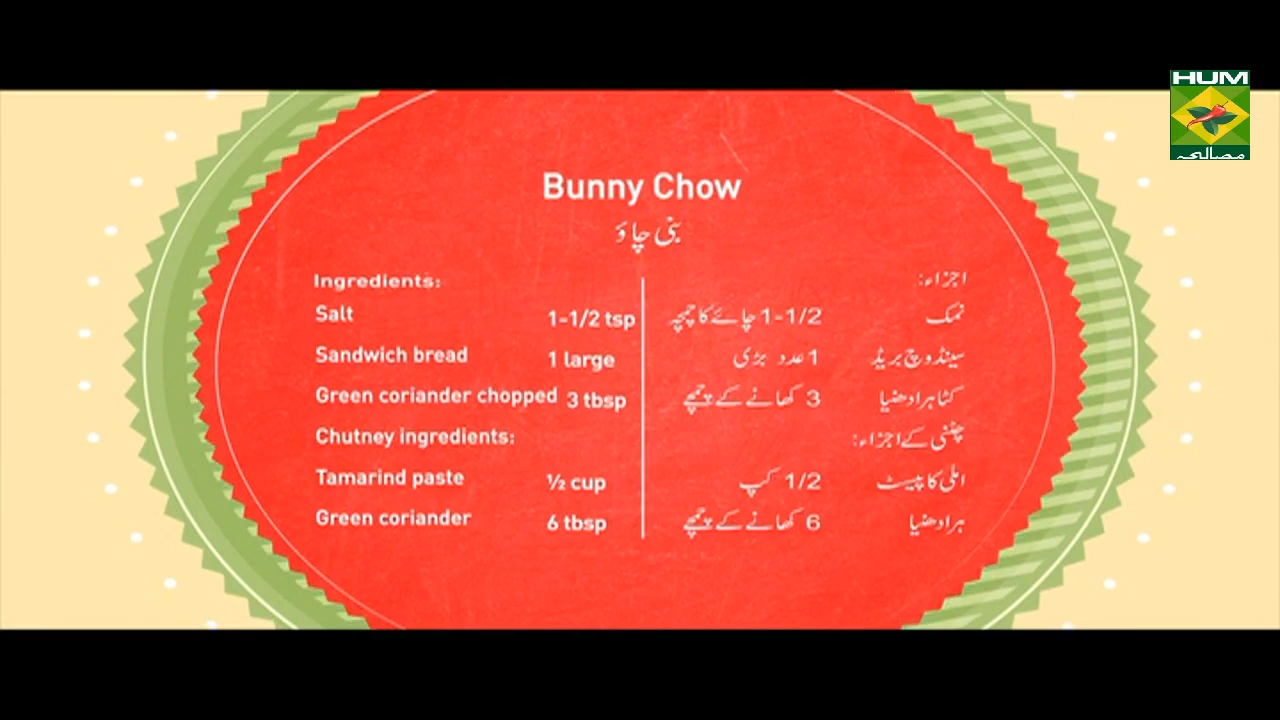 HUM
مصالحہ
Bunny Chow
بنی چاؤ
Ingredients:
Salt 1-1/2 tsp
Sandwich bread 1 large
Green coriander chopped 3 tbsp
Chutney ingredients:
Tamarind paste ½ cup
Green coriander 6 tbsp
اجزاء:
نمک 1-1/2 چائے کا چمچہ
سینڈوچ بریڈ 1 عدد بڑی
کٹا ہرا دھنیا 3 کھانے کے چمچے
چٹنی کے اجزاء:
املی کا پیسٹ 1/2 کپ
ہرا دھنیا 6 کھانے کے چمچے